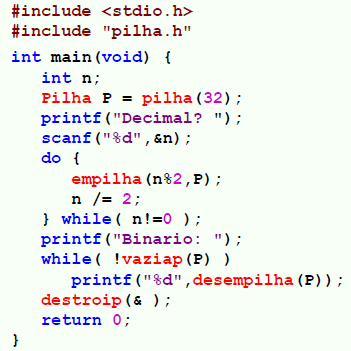 #include <stdio.h>
#include "pilha.h"
int main(void) {
int n;
Pilha P = pilha(32);
printf("Decimal? ");
scanf("%d",&n);
do {
empilha(n%2,P);
n /= 2;
} while( n!=0 );
printf("Binario: ");
while( !vaziap(P) )
printf("%d",desempilha(P));
destroip(& );
return 0;
}